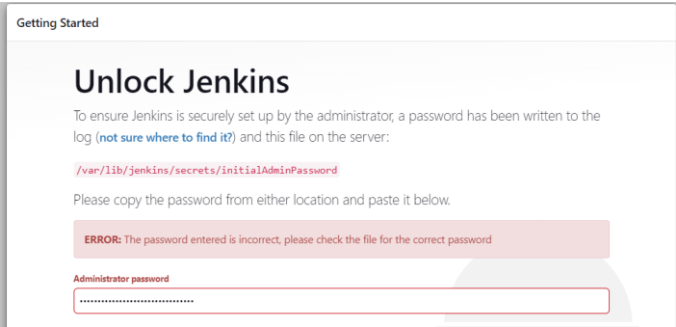 Getting Started
Unlock Jenkins
To ensure Jenkins is securely set up by the administrator, a password has been written to the
log (not sure where to find it?) and this file on the server:
/var/lib/jenkins/secrets/initialAdminPassword
Please copy the password from either location and paste it below.
ERROR: The password entered is incorrect, please check the file for the correct password
Administrator password